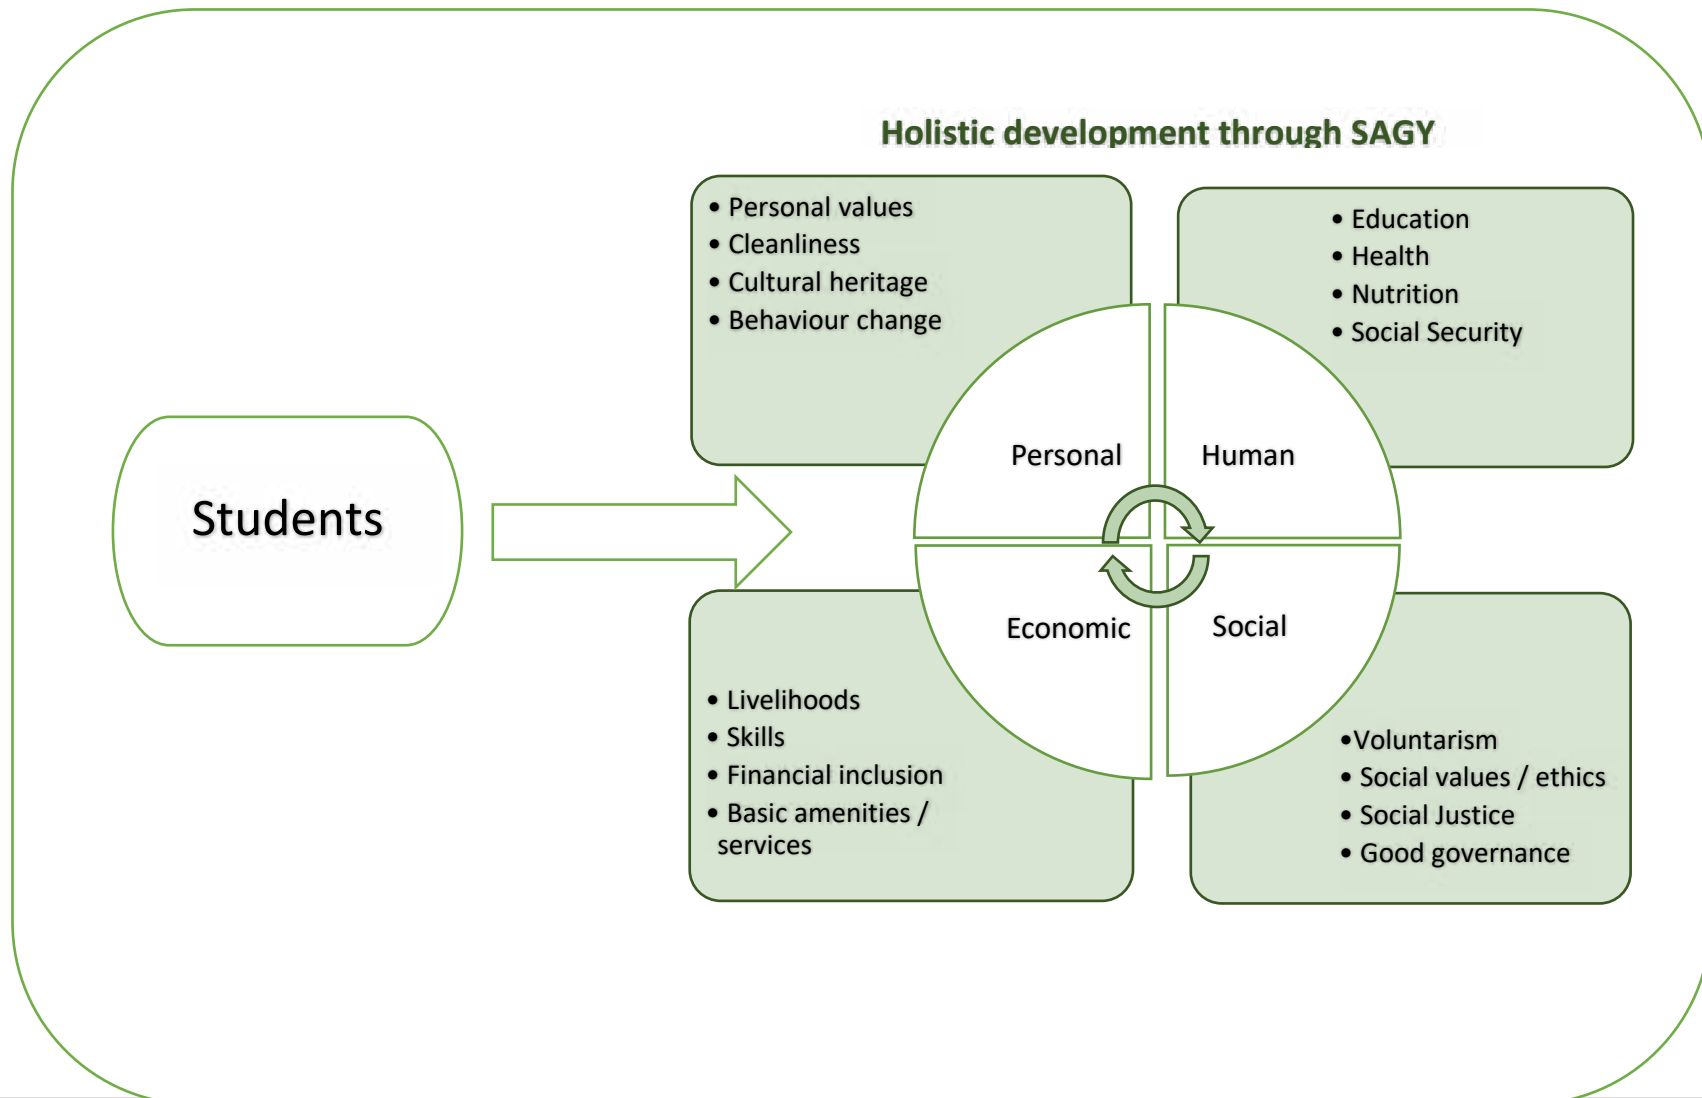 Holistic development through SAGY
• Personal values
• Cleanliness
• Cultural heritage
• Behaviour change
• Education
• Health
• Nutrition
• Social Security
Personal
Human
Students
Economic
Social
• Livelihoods
• Skills
• Financial inclusion
• Basic amenities /
services
•Voluntarism
• Social values / ethics
• Social Justice
• Good governance